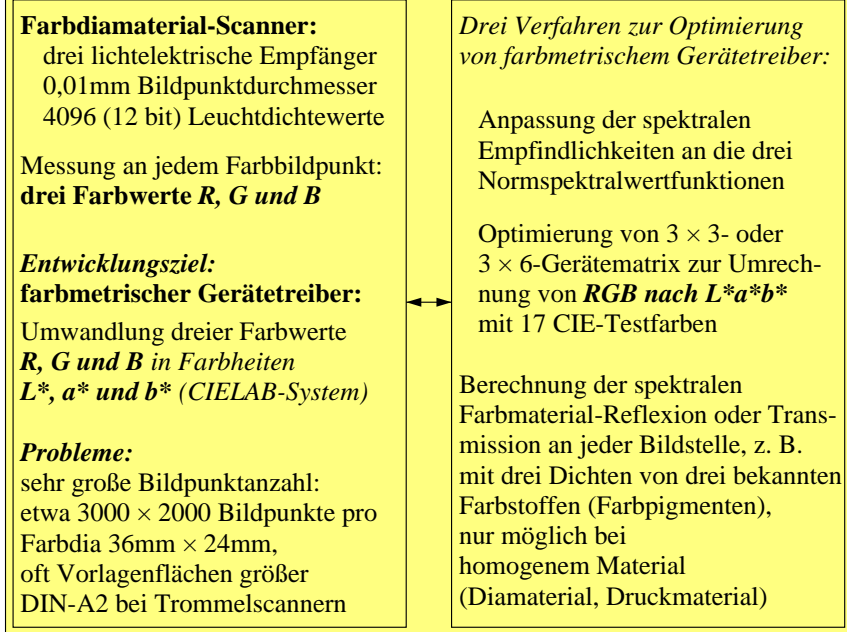 Farbdiamaterial-Scanner:
drei lichtelektrische Empfänger
0,01mm Bildpunktdurchmesser
4096 (12 bit) Leuchtdichtewerte
Messung an jedem Farbbildpunkt:
drei Farbwerte R, G und B
Entwicklungsziel:
farbmetrischer Gerätetreiber:
Umwandlung dreier Farbwerte
R, G und B in Farbheiten
L*, a* und b* (CIELAB-System)
Probleme:
sehr große Bildpunktanzahl:
etwa 3000 × 2000 Bildpunkte pro
Farbdia 36mm × 24mm,
oft Vorlagenflächen größer
DIN-A2 bei Trommelscannern
Drei Verfahren zur Optimierung
von farbmetrischem Gerätetreiber:
Anpassung der spektralen
Empfindlichkeiten an die drei
Normspektralwertfunktionen
Optimierung von 3 × 3- oder
3 × 6-Gerätematrix zur Umrech-
nung von RGB nach L*a*b*
mit 17 CIE-Testfarben
Berechnung der spektralen
Farbmaterial-Reflexion oder Trans-
mission an jeder Bildstelle, z. B.
mit drei Dichten von drei bekannten
Farbstoffen (Farbpigmenten),
nur möglich bei
homogenem Material
(Diamaterial, Druckmaterial)